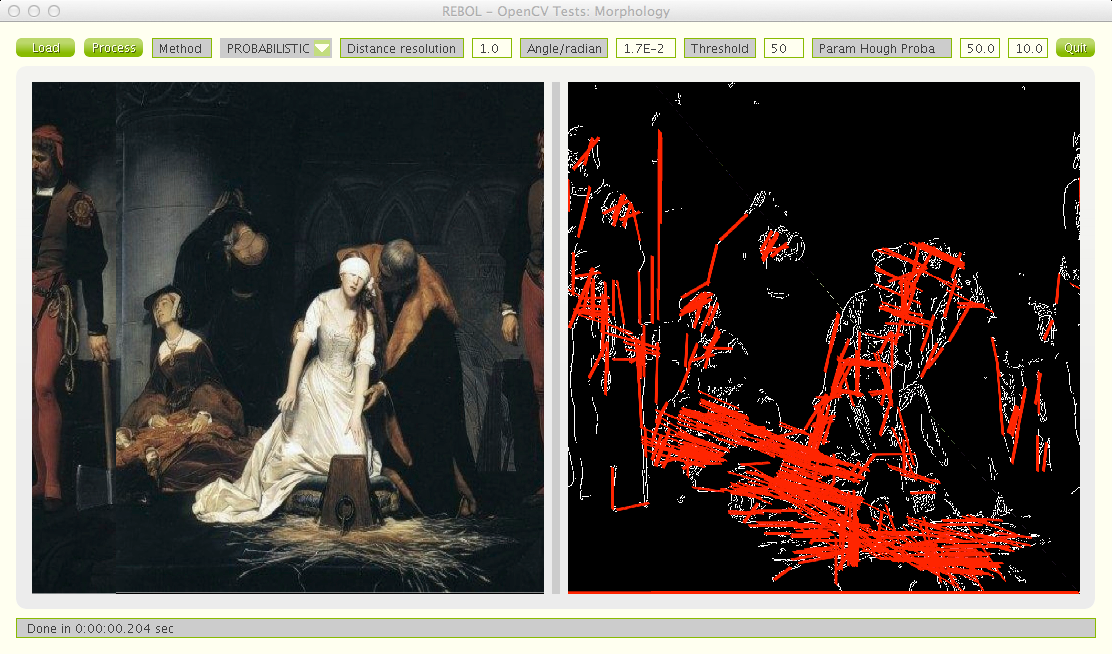 REBOL - OpenCV Tests: Morphology
Load Process Method PROBABILISTIC Distance resolution 1.0 Angle/radian 1.7E-2 Threshold 50 Param Hough Proba 50.0 10.0 Quit
Done in 0:00:00.204 sec